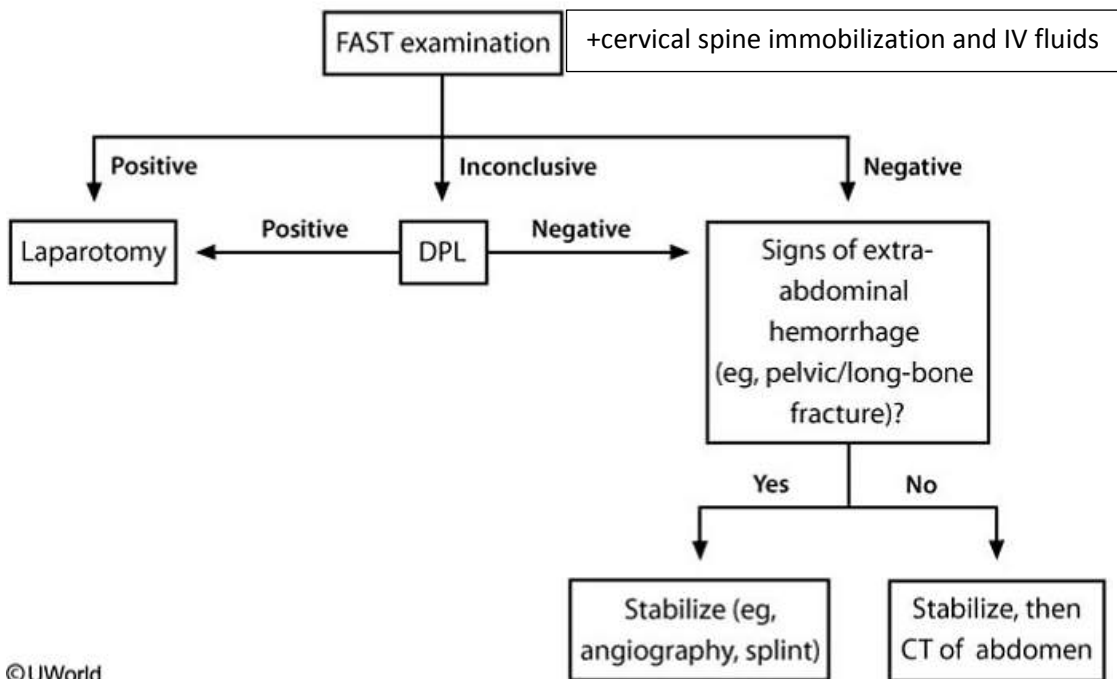 FAST examination
+cervical spine immobilization and IV fluids
Positive
Inconclusive
Negative
Laparotomy
Positive
DPL
Negative
Signs of extra-
abdominal
hemorrhage
(eg, pelvic/long-bone
fracture)?
Yes
No
Stabilize (eg,
angiography, splint)
Stabilize, then
CT of abdomen
©UWorld